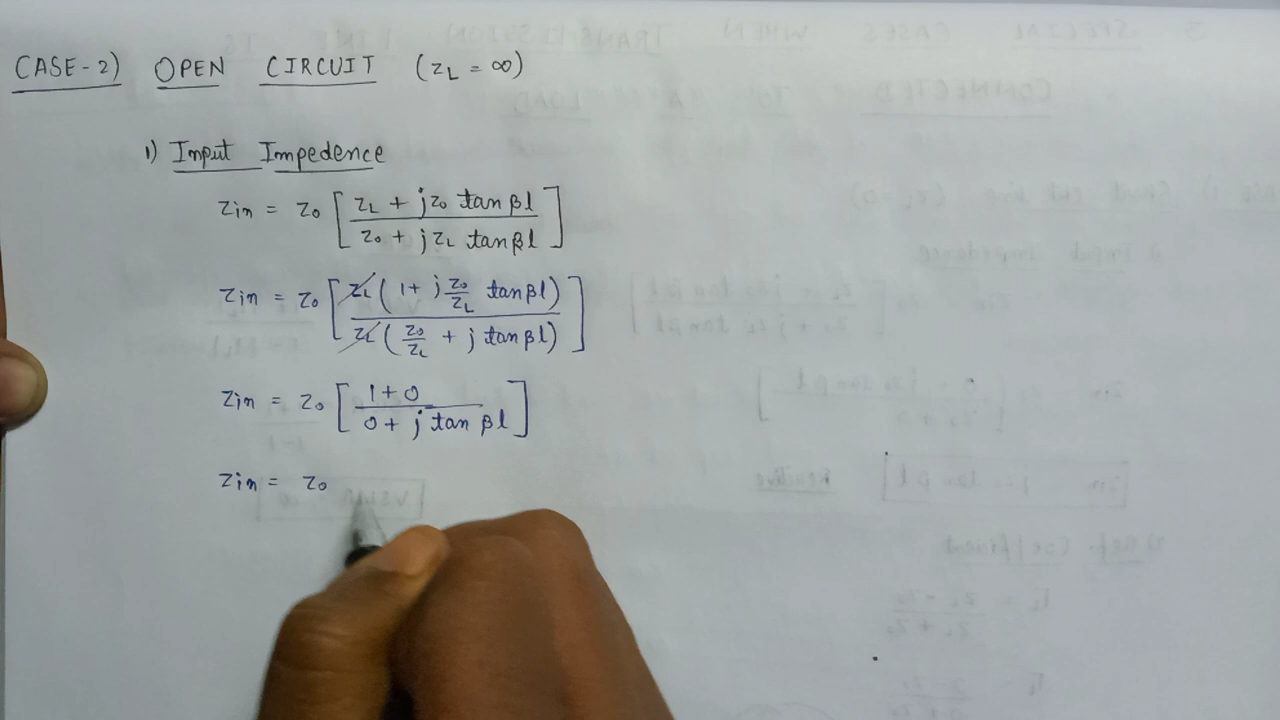 CASE-2) OPEN CIRCUIT (ZL = ∞)
1) Input Impedence
Zin = Z0 [ (ZL + jZ0 tan βl) / (Z0 + jZL tan βl) ]
Zin = Z0 [ ZL(1 + j Z0/ZL tan βl) / ZL(Z0/ZL + j tan βl) ]
Zin = Z0 [ (1 + 0) / (0 + j tan βl) ]
Zin = Z0